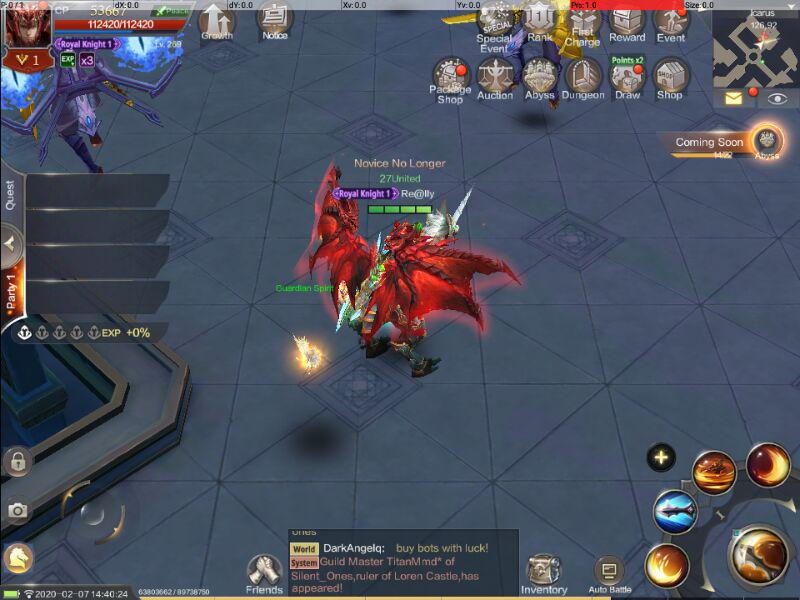 P: 0 / 1 dX: 0.0 dY: 0.0 Xv: 0.0 Yv: 0.0 Prs: 1.0 Size: 0.0
CP 53667 Peace
112420/112420
Royal Knight 1 Lv. 269
1 EXP x3
Growth Notice
SPECIAL
Special Event Rank First Charge Reward Event
Icarus
126,92
Points x2
SHOP
Package Shop Auction Abyss Dungeon Draw Shop
Coming Soon
Abyss
Quest
Party 1
EXP +0%
Novice No Longer
27United
Royal Knight 1 Re@lly
Guardian Spirit
ones
World DarkAngelq: buy bots with luck!
System Guild Master TitanMmd* of
Silent_Ones,ruler of Loren Castle,has
appeared!
Friends Inventory Auto Battle
2020-02-07 14:40:24 63803662 / 89738750